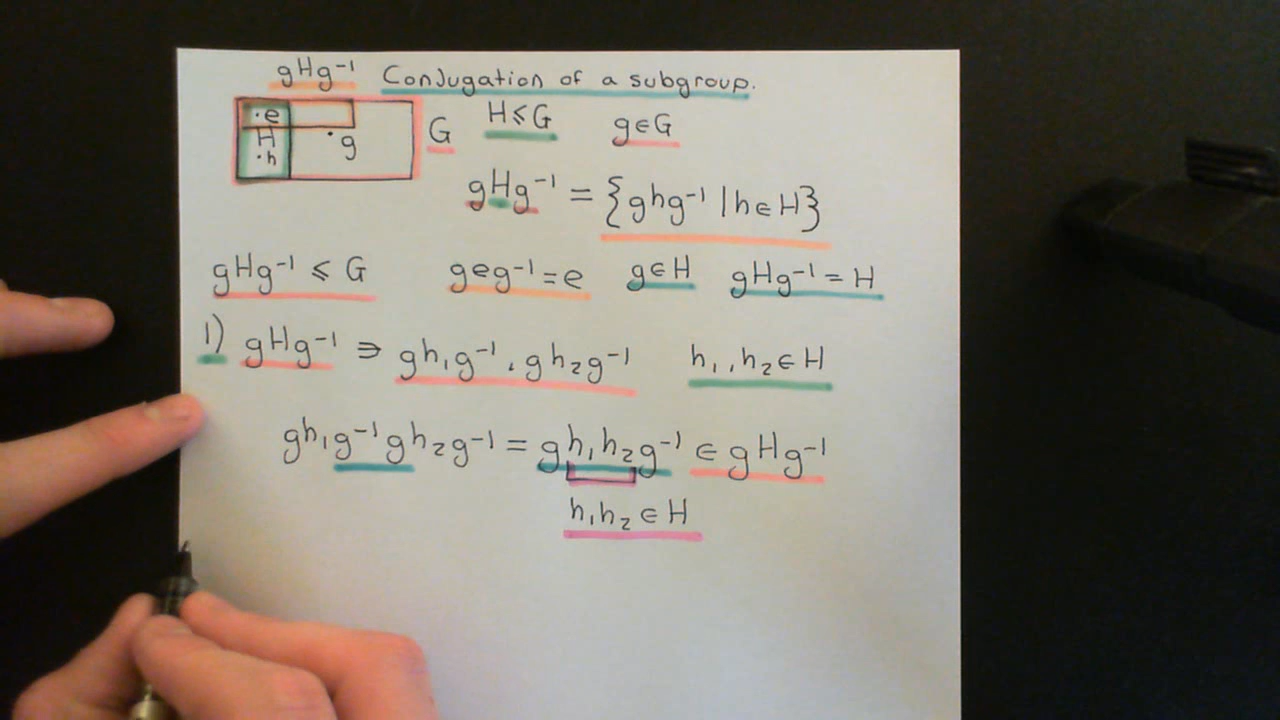 gHg⁻¹ Conjugation of a subgroup.
·e H ·h ·g G H ≤ G g ∈ G
gHg⁻¹ = {ghg⁻¹ | h ∈ H}
gHg⁻¹ ≤ G geg⁻¹ = e g ∈ H gHg⁻¹ = H
1) gHg⁻¹ ∋ gh₁g⁻¹ . gh₂g⁻¹ h₁, h₂ ∈ H
gh₁g⁻¹gh₂g⁻¹ = gh₁h₂g⁻¹ ∈ gHg⁻¹
h₁h₂ ∈ H